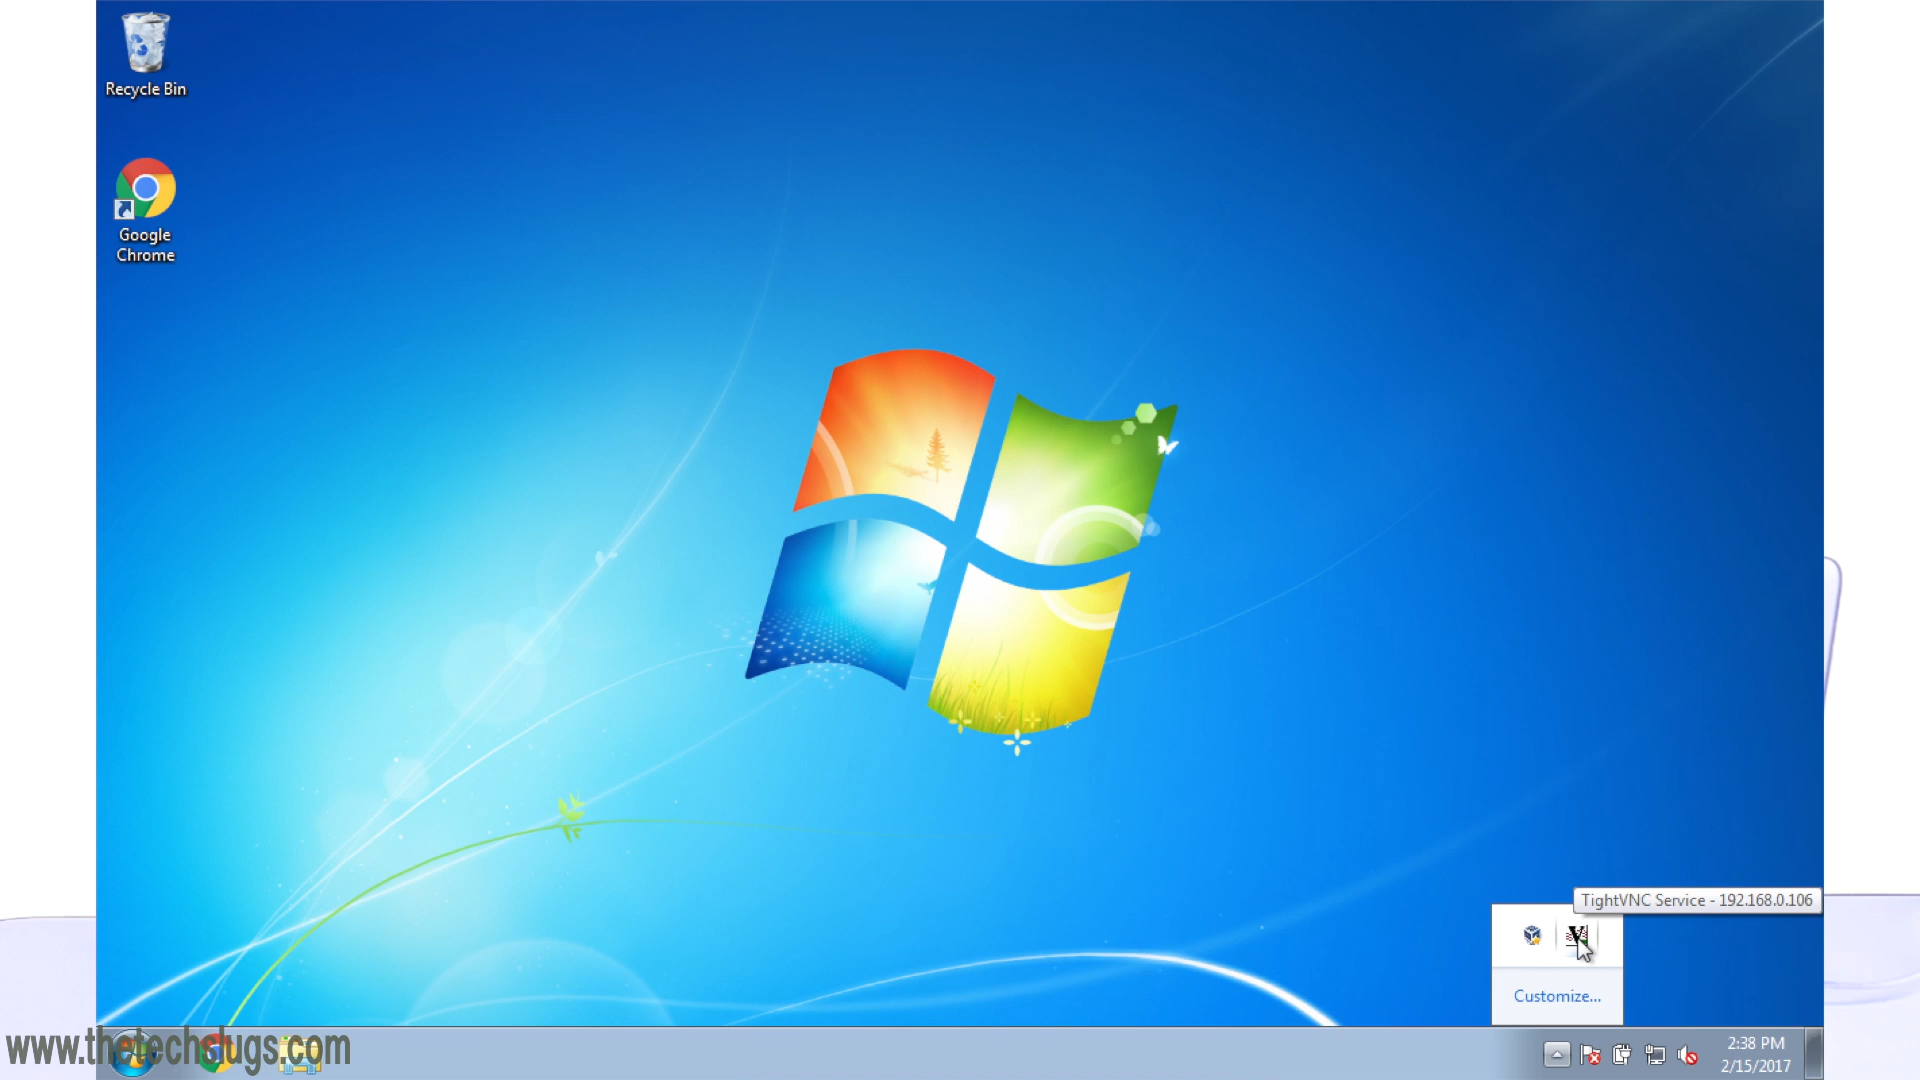 Recycle Bin
Google
Chrome
TightVNC Service - 192.168.0.106
Customize...
www.thetechslugs.com
2:38 PM
2/15/2017